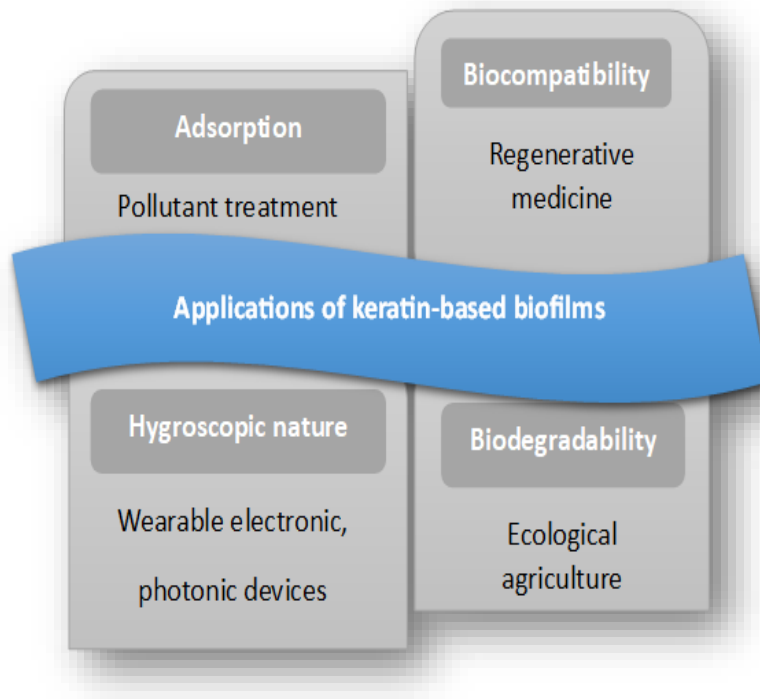 Adsorption
Pollutant treatment
Biocompatibility
Regenerative
medicine
Applications of keratin-based biofilms
Hygroscopic nature
Wearable electronic,
photonic devices
Biodegradability
Ecological
agriculture